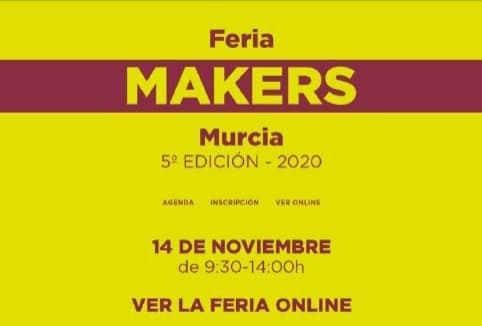 Feria
MAKERS
Murcia
5º EDICIÓN - 2020
AGENDA INSCRIPCIÓN VER ONLINE
14 DE NOVIEMBRE
de 9:30-14:00h
VER LA FERIA ONLINE